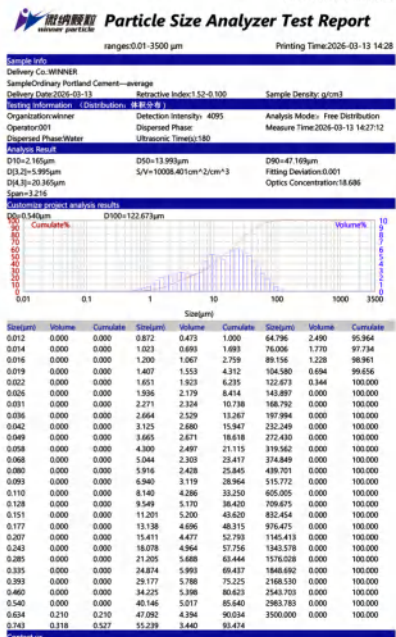 微纳颗粒 winner particle Particle Size Analyzer Test Report
ranges:0.01-3500 μm Printing Time:2026-03-13 14:28
Sample Info
Delivery Co.:WINNER
SampleOrdinary Portland Cement—average
Delivery Date:2026-03-13 Retractive Index:1.52-0.100 Sample Density: g/cm3
Testing Information (Distribution: 体积分布)
Organization:winner Detection Intensity: 4095 Analysis Mode: Free Distribution
Operator:001 Dispersed Phase: Measure Time:2026-03-13 14:27:12
Dispersed Phase:Water Ultrasonic Time(s):180
Analysis Result
D10=2.165μm D50=13.993μm D90=47.169μm
D[3,2]=5.995μm S/V=10008.401cm^2/cm^3 Fitting Deviation:0.001
D[4,3]=20.365μm Optics Concentration:18.686
Span=3.216
Customize project analysis results
D0=0.540μm D100=122.673μm
Cumulate% Volume%
100 10
90 9
80 8
70 7
60 6
50 5
40 4
30 3
20 2
10 1
0 0
0.01 0.1 1 10 100 1000 3500
Size(μm)
Size(μm) Volume Cumulate Size(μm) Volume Cumulate Size(μm) Volume Cumulate
0.012 0.000 0.000 0.872 0.473 1.000 64.796 2.490 95.964
0.014 0.000 0.000 1.023 0.693 1.693 76.006 1.770 97.734
0.016 0.000 0.000 1.200 1.067 2.759 89.156 1.228 98.961
0.019 0.000 0.000 1.407 1.553 4.312 104.580 0.694 99.656
0.022 0.000 0.000 1.651 1.923 6.235 122.673 0.344 100.000
0.026 0.000 0.000 1.936 2.179 8.414 143.897 0.000 100.000
0.031 0.000 0.000 2.271 2.324 10.738 168.792 0.000 100.000
0.036 0.000 0.000 2.664 2.529 13.267 197.994 0.000 100.000
0.042 0.000 0.000 3.125 2.680 15.947 232.249 0.000 100.000
0.049 0.000 0.000 3.665 2.671 18.618 272.430 0.000 100.000
0.058 0.000 0.000 4.300 2.497 21.115 319.562 0.000 100.000
0.068 0.000 0.000 5.044 2.303 23.417 374.849 0.000 100.000
0.080 0.000 0.000 5.916 2.428 25.845 439.701 0.000 100.000
0.093 0.000 0.000 6.940 3.119 28.964 515.772 0.000 100.000
0.110 0.000 0.000 8.140 4.286 33.250 605.005 0.000 100.000
0.128 0.000 0.000 9.549 5.170 38.420 709.675 0.000 100.000
0.151 0.000 0.000 11.201 5.200 43.620 832.454 0.000 100.000
0.177 0.000 0.000 13.138 4.696 48.315 976.475 0.000 100.000
0.207 0.000 0.000 15.411 4.477 52.793 1145.413 0.000 100.000
0.243 0.000 0.000 18.078 4.964 57.756 1343.578 0.000 100.000
0.285 0.000 0.000 21.205 5.688 63.444 1576.028 0.000 100.000
0.335 0.000 0.000 24.874 5.993 69.437 1848.692 0.000 100.000
0.393 0.000 0.000 29.177 5.788 75.225 2168.530 0.000 100.000
0.460 0.000 0.000 34.225 5.398 80.623 2543.703 0.000 100.000
0.540 0.000 0.000 40.146 5.017 85.640 2983.783 0.000 100.000
0.634 0.210 0.210 47.092 4.394 90.034 3500.000 0.000 100.000
0.743 0.318 0.527 55.239 3.440 93.474